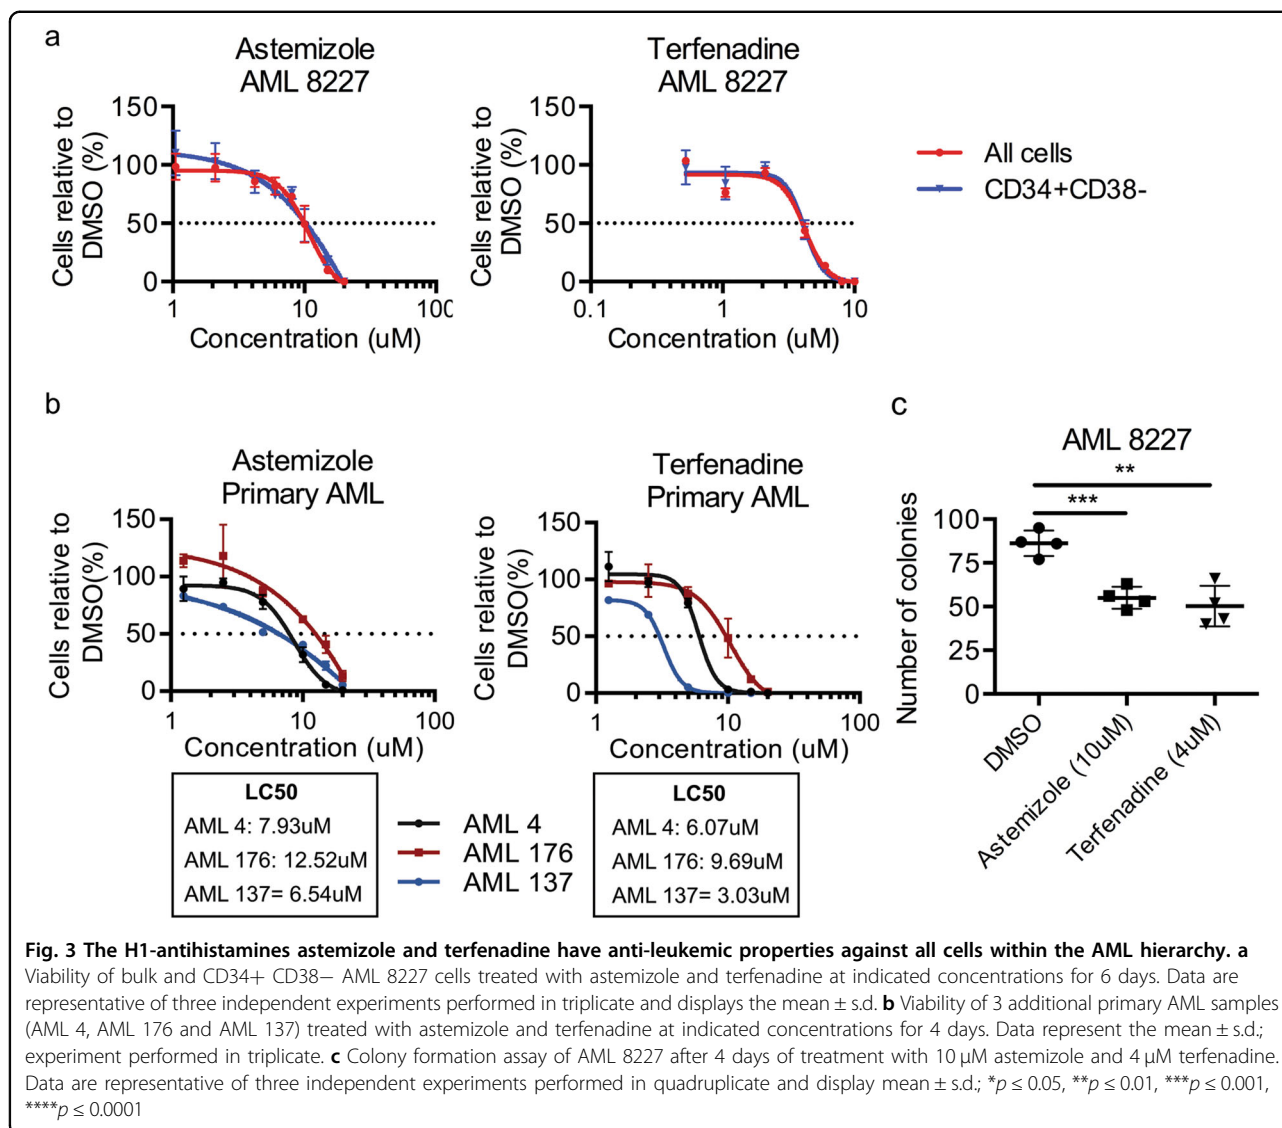 a
Astemizole
AML 8227
Cells relative to
DMSO (%)
150
100
50
0
1
10
100
Concentration (uM)
Terfenadine
AML 8227
Cells relative to
DMSO (%)
150
100
50
0
0.1
1
10
Concentration (uM)
All cells
CD34+CD38-
b
Astemizole
Primary AML
Cells relative to
DMSO(%)
150
100
50
0
1
10
100
Concentration (uM)
LC50
AML 4: 7.93uM
AML 176: 12.52uM
AML 137= 6.54uM
AML 4
AML 176
AML 137
Terfenadine
Primary AML
Cells relative to
DMSO(%)
150
100
50
0
1
10
100
Concentration (uM)
LC50
AML 4: 6.07uM
AML 176: 9.69uM
AML 137= 3.03uM
c
AML 8227
**
***
Number of colonies
100
75
50
25
0
DMSO
Astemizole (10uM)
Terfenadine (4uM)
Fig. 3 The H1-antihistamines astemizole and terfenadine have anti-leukemic properties against all cells within the AML hierarchy. a
Viability of bulk and CD34+ CD38− AML 8227 cells treated with astemizole and terfenadine at indicated concentrations for 6 days. Data are
representative of three independent experiments performed in triplicate and displays the mean ± s.d. b Viability of 3 additional primary AML samples
(AML 4, AML 176 and AML 137) treated with astemizole and terfenadine at indicated concentrations for 4 days. Data represent the mean ± s.d.;
experiment performed in triplicate. c Colony formation assay of AML 8227 after 4 days of treatment with 10 µM astemizole and 4 µM terfenadine.
Data are representative of three independent experiments performed in quadruplicate and display mean ± s.d.; *p ≤ 0.05, **p ≤ 0.01, ***p ≤ 0.001,
****p ≤ 0.0001